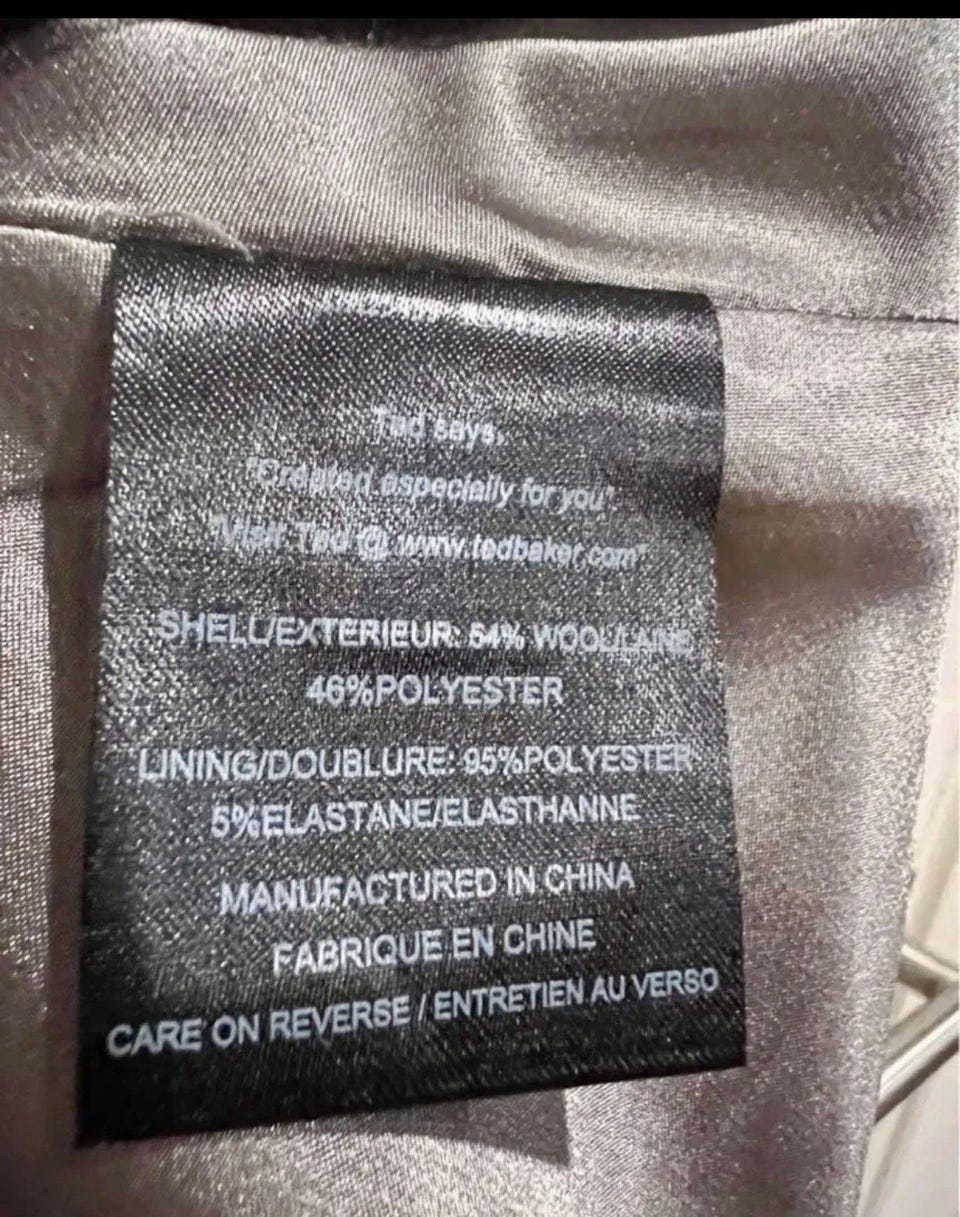 Ted says,
"Created especially for you"
"Visit Ted @ www.tedbaker.com"
SHELL/EXTERIEUR: 54% WOOL/LAINE
46%POLYESTER
LINING/DOUBLURE: 95%POLYESTER
5%ELASTANE/ELASTHANNE
MANUFACTURED IN CHINA
FABRIQUE EN CHINE
CARE ON REVERSE / ENTRETIEN AU VERSO